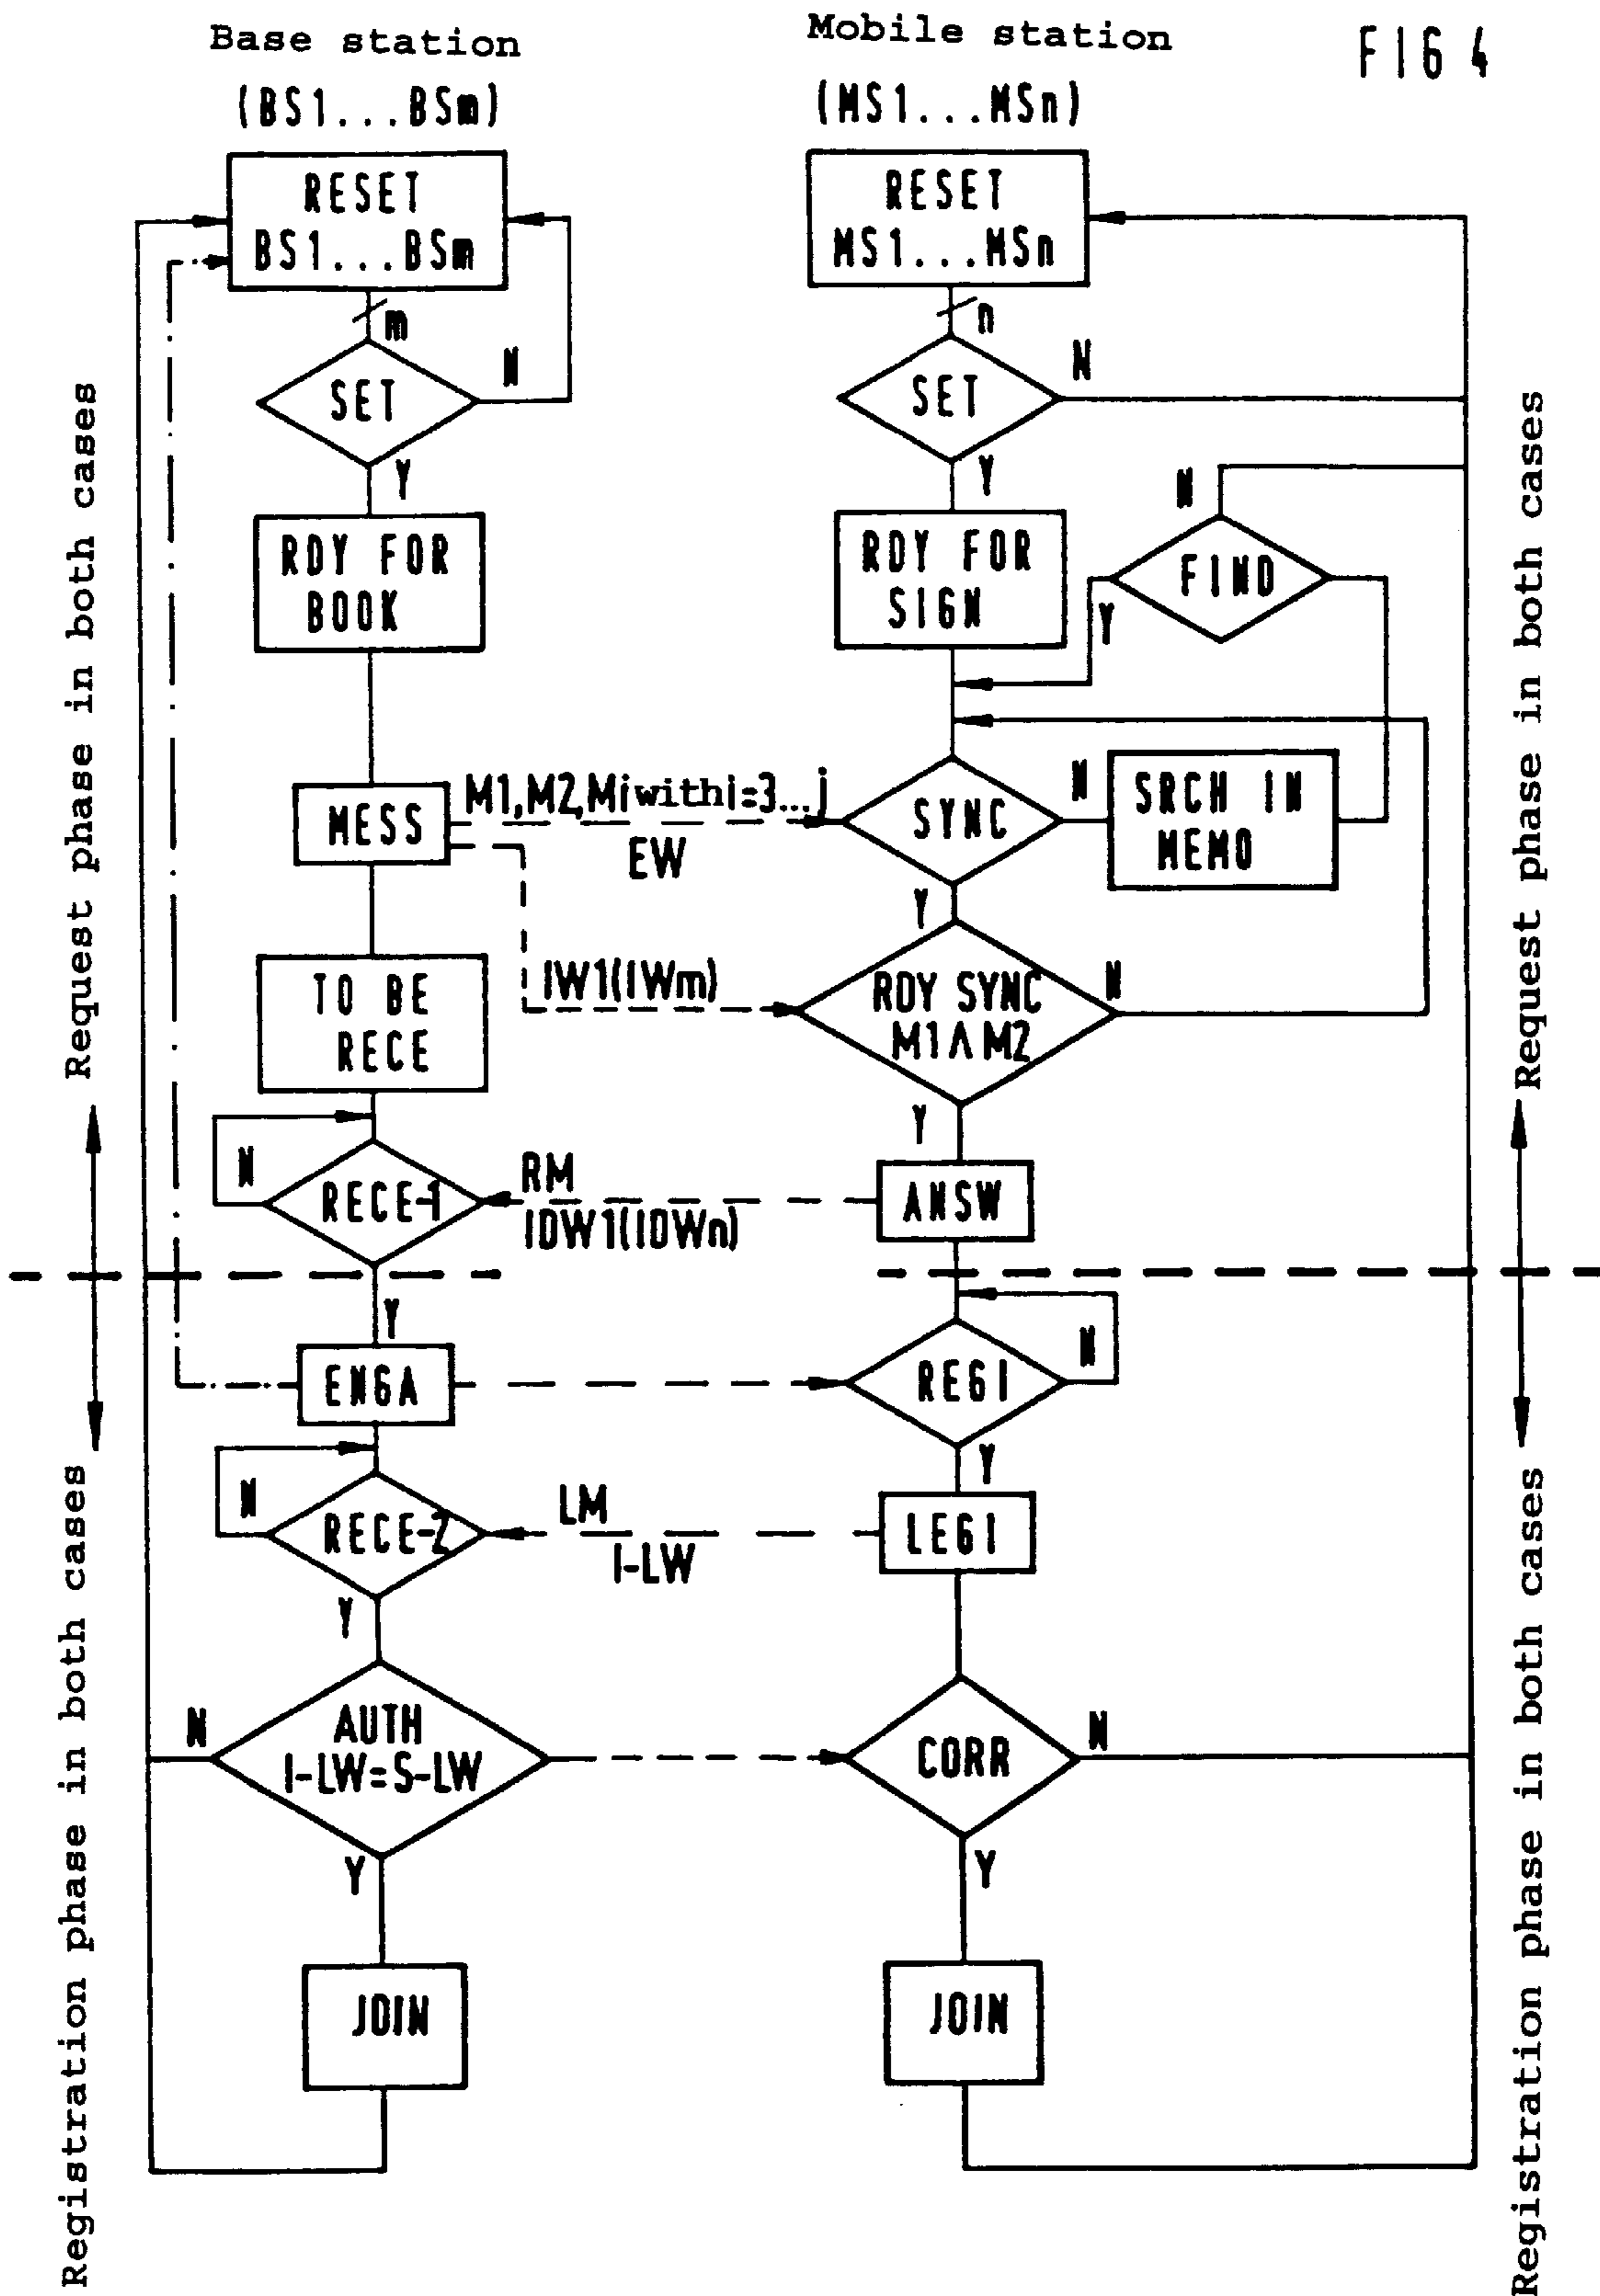 Base station
(BS1...BSm)
Mobile station
(MS1...MSn)
FIG 4
RESET
BS1...BSm
m
SET
N
Y
RDY FOR
BOOK
MESS
M1,M2,Mi with i=3...j
EW
IW1(IWm)
TO BE
RECE
N
RECE-1
RM
IDW1(IDWn)
Y
ENGA
N
RECE-2
LM
I-LW
Y
N
AUTH
I-LW=S-LW
Y
JOIN
RESET
MS1...MSn
n
SET
N
Y
RDY FOR
SIGN
N
FIND
Y
SYNC
N
SRCH IN
MEMO
Y
RDY SYNC
M1ΛM2
N
Y
ANSW
REGI
N
Y
LEGI
CORR
N
Y
JOIN
Request phase in both cases
Registration phase in both cases
Request phase in both cases
Registration phase in both cases